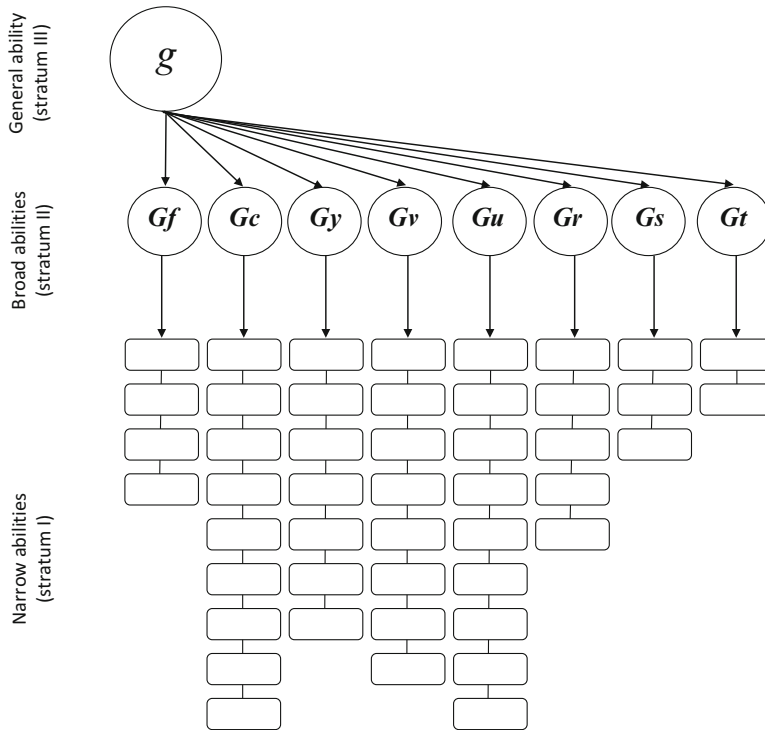 General ability
(stratum III)
g
Broad abilities
(stratum II)
Gf Gc Gy Gv Gu Gr Gs Gt
Narrow abilities
(stratum I)